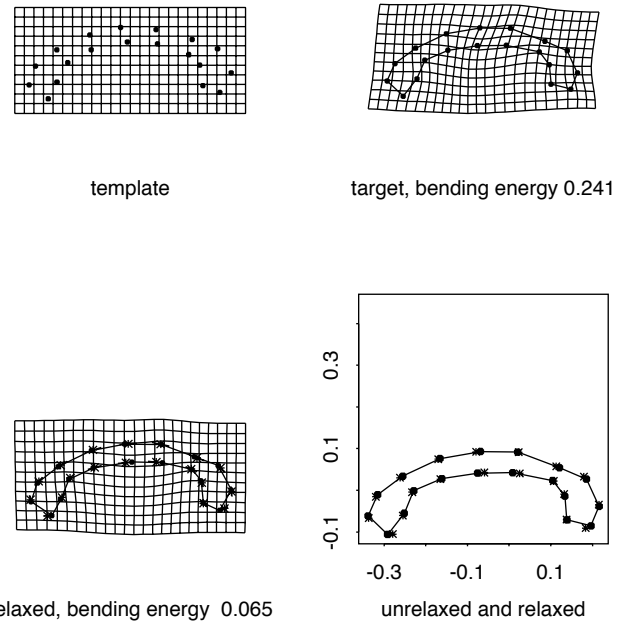 template
target, bending energy 0.241
elaxed, bending energy 0.065
0.3
0.1
-0.1
-0.3
-0.1
0.1
unrelaxed and relaxed